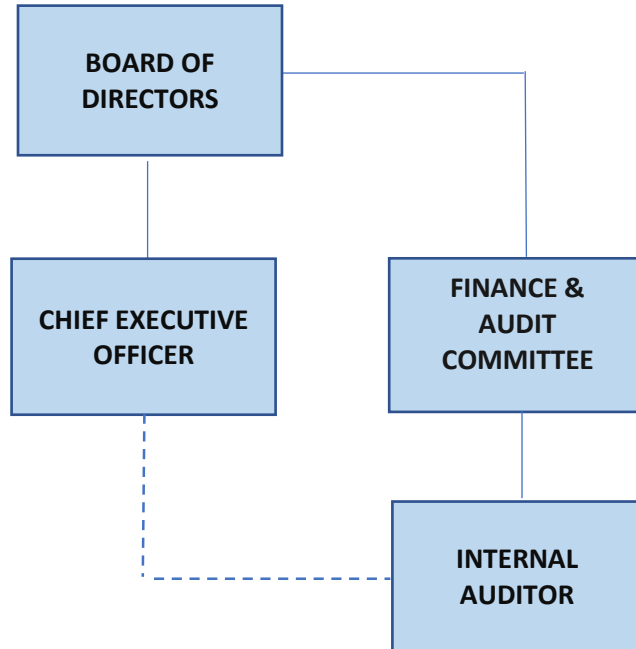 BOARD OF
DIRECTORS
CHIEF EXECUTIVE
OFFICER
FINANCE &
AUDIT
COMMITTEE
INTERNAL
AUDITOR